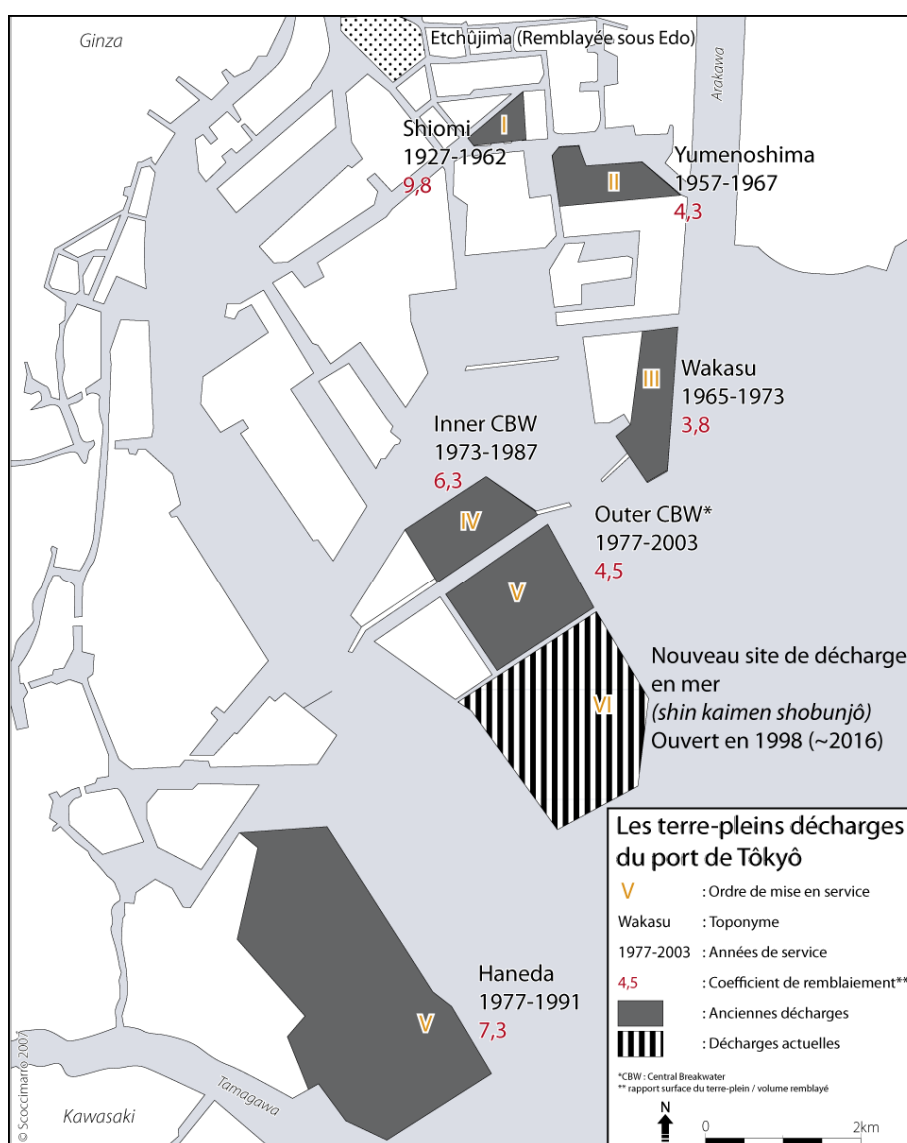 Ginza
Etchûjima (Remblayée sous Edo)
Arakawa
I
Shiomi
1927-1962
9,8
II
Yumenoshima
1957-1967
4,3
III
Wakasu
1965-1973
3,8
Inner CBW
1973-1987
6,3
IV
Outer CBW*
1977-2003
4,5
V
Nouveau site de décharge
en mer
(shin kaimen shobunjô)
Ouvert en 1998 (~2016)
VI
Haneda
1977-1991
7,3
V
Tamagawa
Kawasaki
© Scoccimarro 2007
Les terre-pleins décharges
du port de Tôkyô
V : Ordre de mise en service
Wakasu : Toponyme
1977-2003 : Années de service
4,5 : Coefficient de remblaiement**
: Anciennes décharges
: Décharges actuelles
*CBW : Central Breakwater
** rapport surface du terre-plein / volume remblayé
N
0 2km